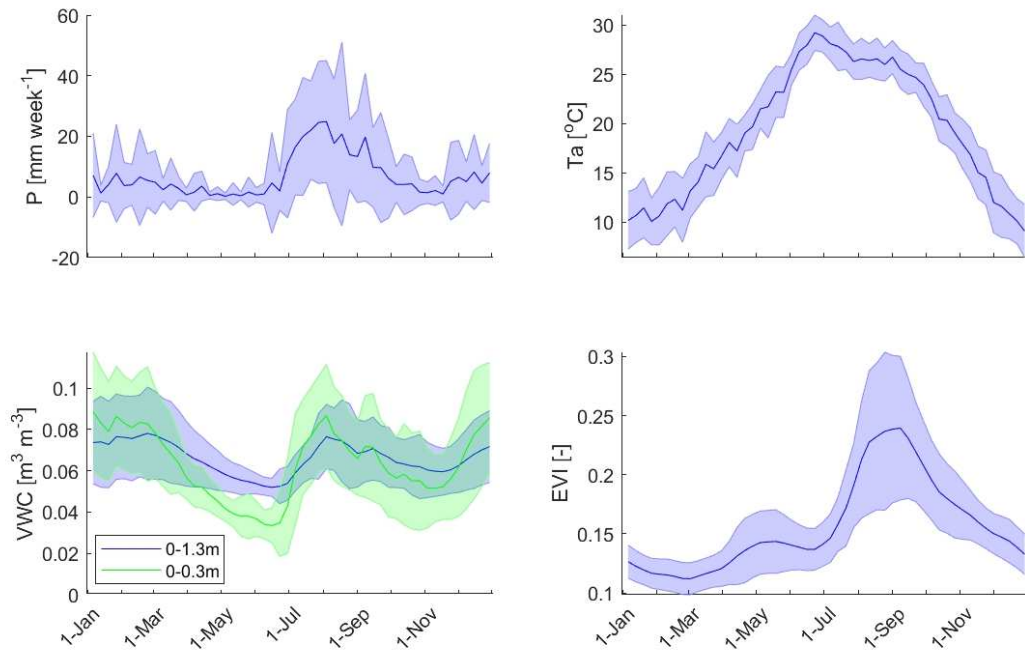 60
40
20
0
-20
P [mm week-1]
30
25
20
15
10
Ta [oC]
0.1
0.08
0.06
0.04
0.02
0
VWC [m3 m-3]
0-1.3m
0-0.3m
1-Jan
1-Mar
1-May
1-Jul
1-Sep
1-Nov
0.3
0.25
0.2
0.15
0.1
EVI [-]
1-Jan
1-Mar
1-May
1-Jul
1-Sep
1-Nov